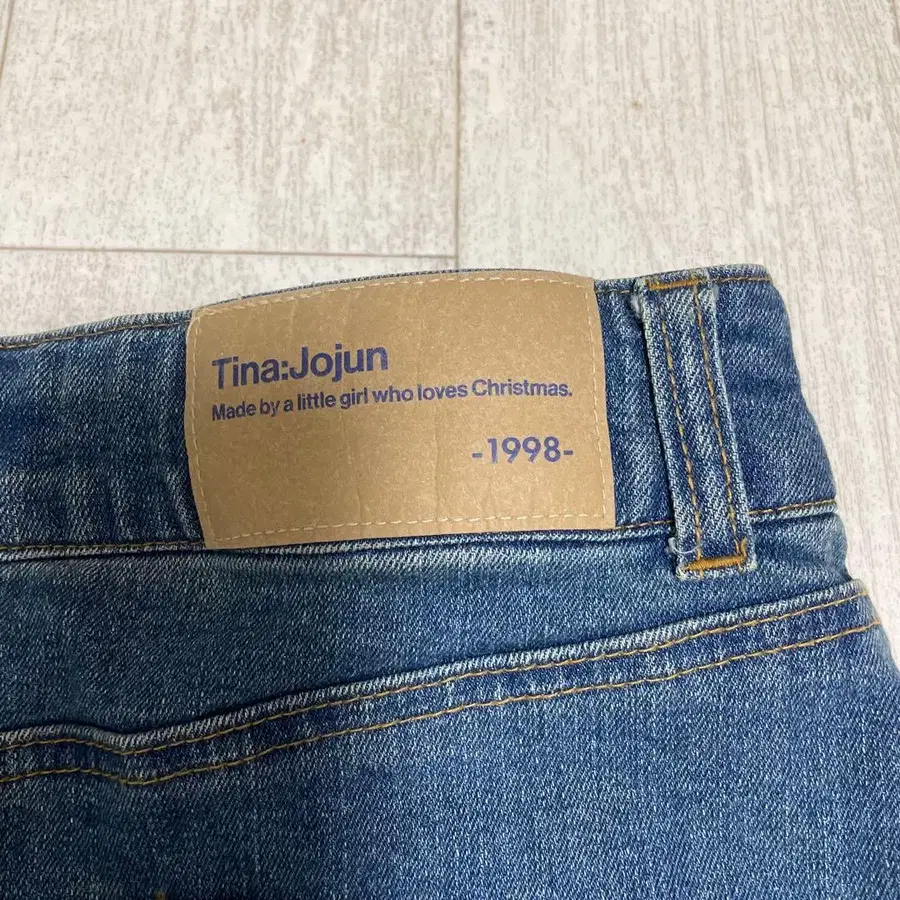 Tina:Jojun
Made by a little girl who loves Christmas.
-1998-